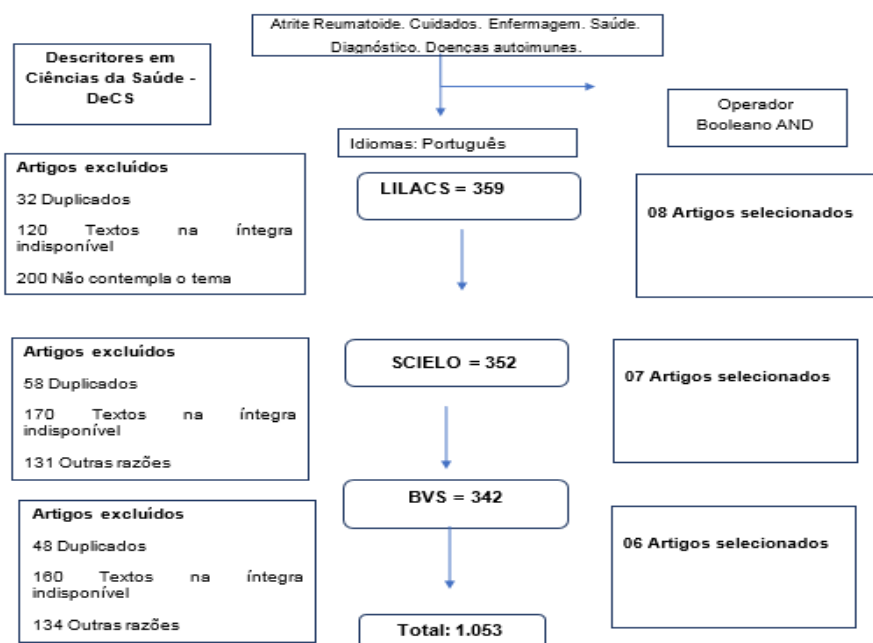 Atrite Reumatoide. Cuidados. Enfermagem. Saúde.
Diagnóstico. Doenças autoimunes.
Descritores em
Ciências da Saúde -
DeCS
Operador
Booleano AND
Idiomas: Português
Artigos excluídos
32 Duplicados
120 Textos na íntegra
indisponível
200 Não contempla o tema
LILACS = 359
08 Artigos selecionados
Artigos excluídos
58 Duplicados
170 Textos na íntegra
indisponível
131 Outras razões
SCIELO = 352
07 Artigos selecionados
Artigos excluídos
48 Duplicados
160 Textos na íntegra
indisponível
134 Outras razões
BVS = 342
06 Artigos selecionados
Total: 1.053